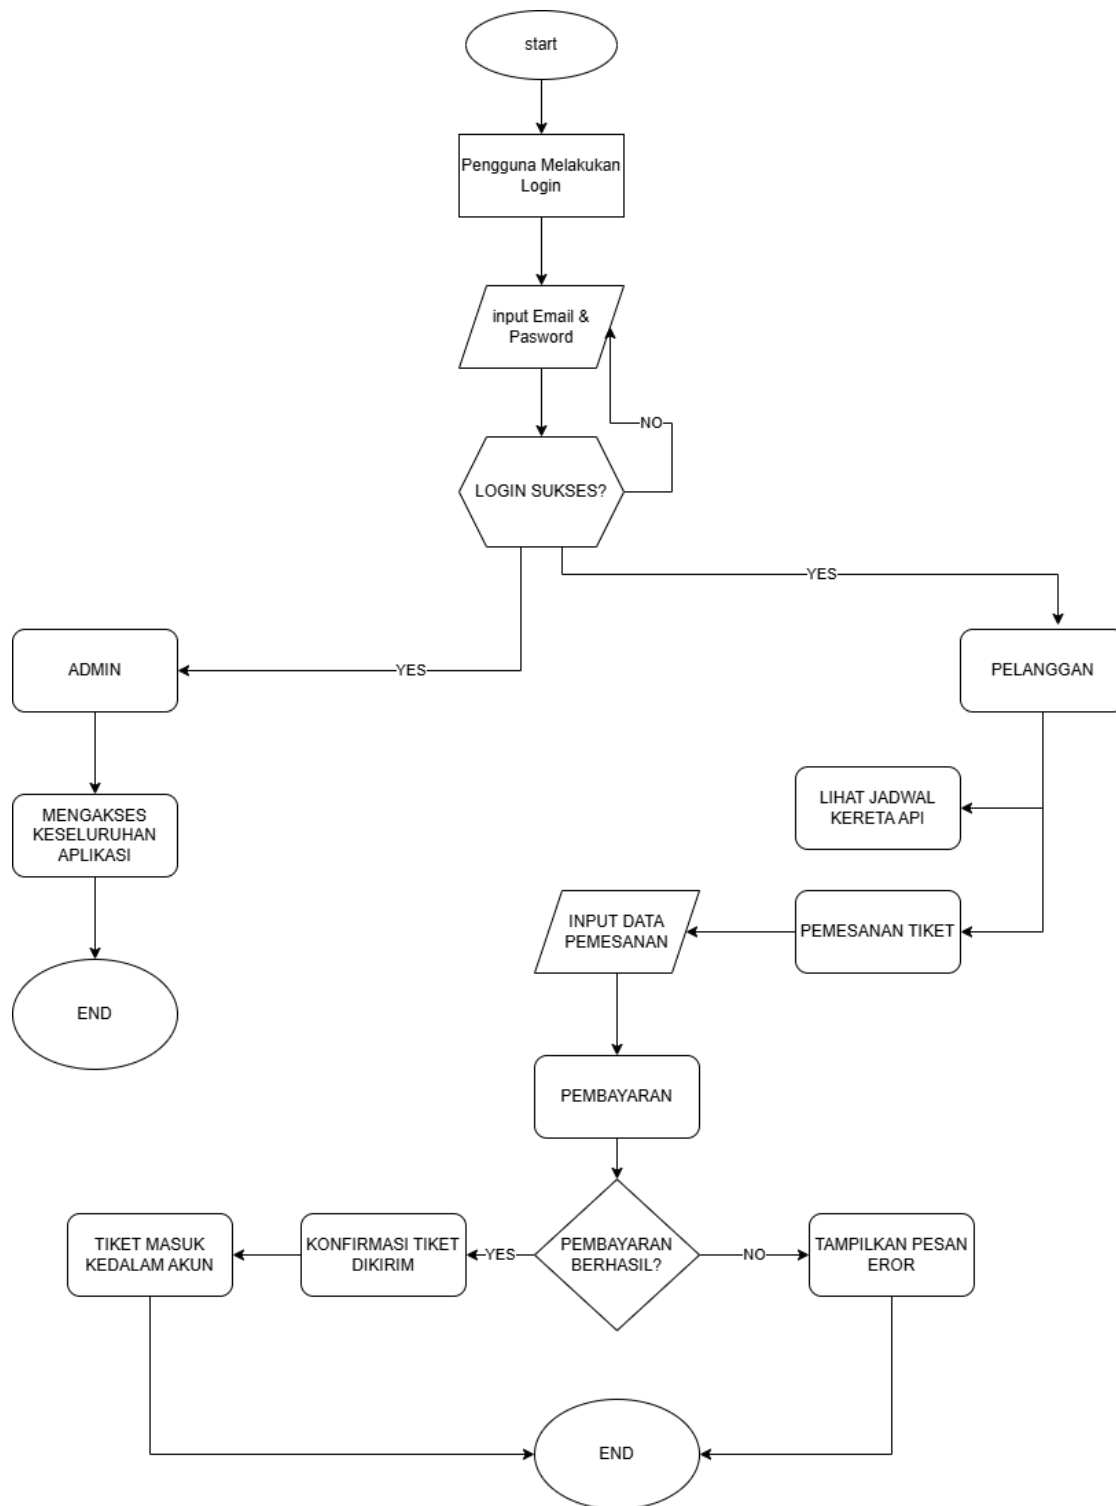 start
Pengguna Melakukan
Login
input Email &
Pasword
NO
LOGIN SUKSES?
YES
ADMIN
YES
PELANGGAN
MENGAKSES
KESELURUHAN
APLIKASI
LIHAT JADWAL
KERETA API
END
INPUT DATA
PEMESANAN
PEMESANAN TIKET
PEMBAYARAN
TIKET MASUK
KEDALAM AKUN
KONFIRMASI TIKET
DIKIRIM
YES
PEMBAYARAN
BERHASIL?
NO
TAMPILKAN PESAN
EROR
END